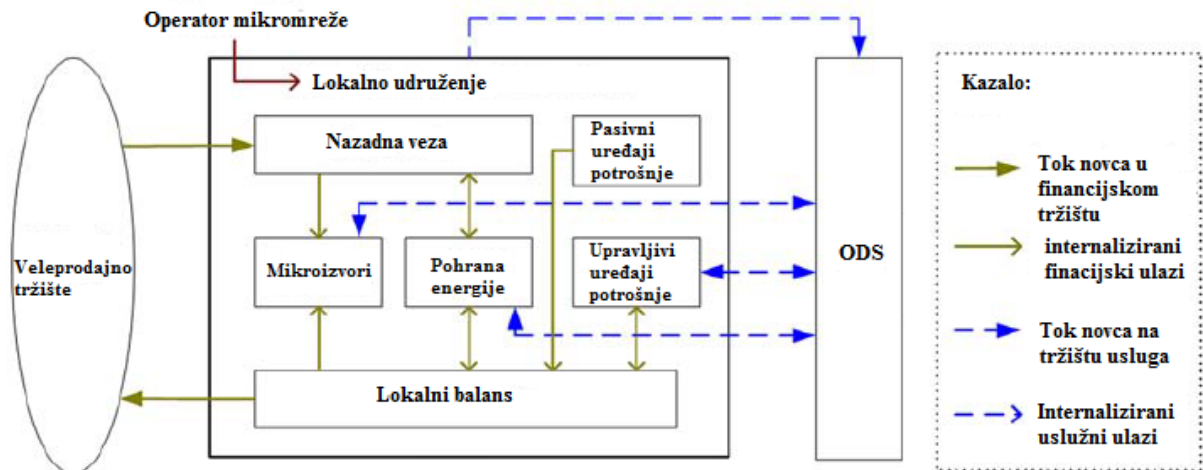 Operator mikromreže
Lokalno udruženje
Nazadna veza
Pasivni
uređaji
potrošnje
Veleprodajno
tržište
Mikroizvori
Pohrana
energije
Upravljivi
uređaji
potrošnje
Lokalni balans
ODS
Kazalo:
Tok novca u
financijskom
tržištu
internalizirani
finacijski ulazi
Tok novca na
tržištu usluga
Internalizirani
uslužni ulazi